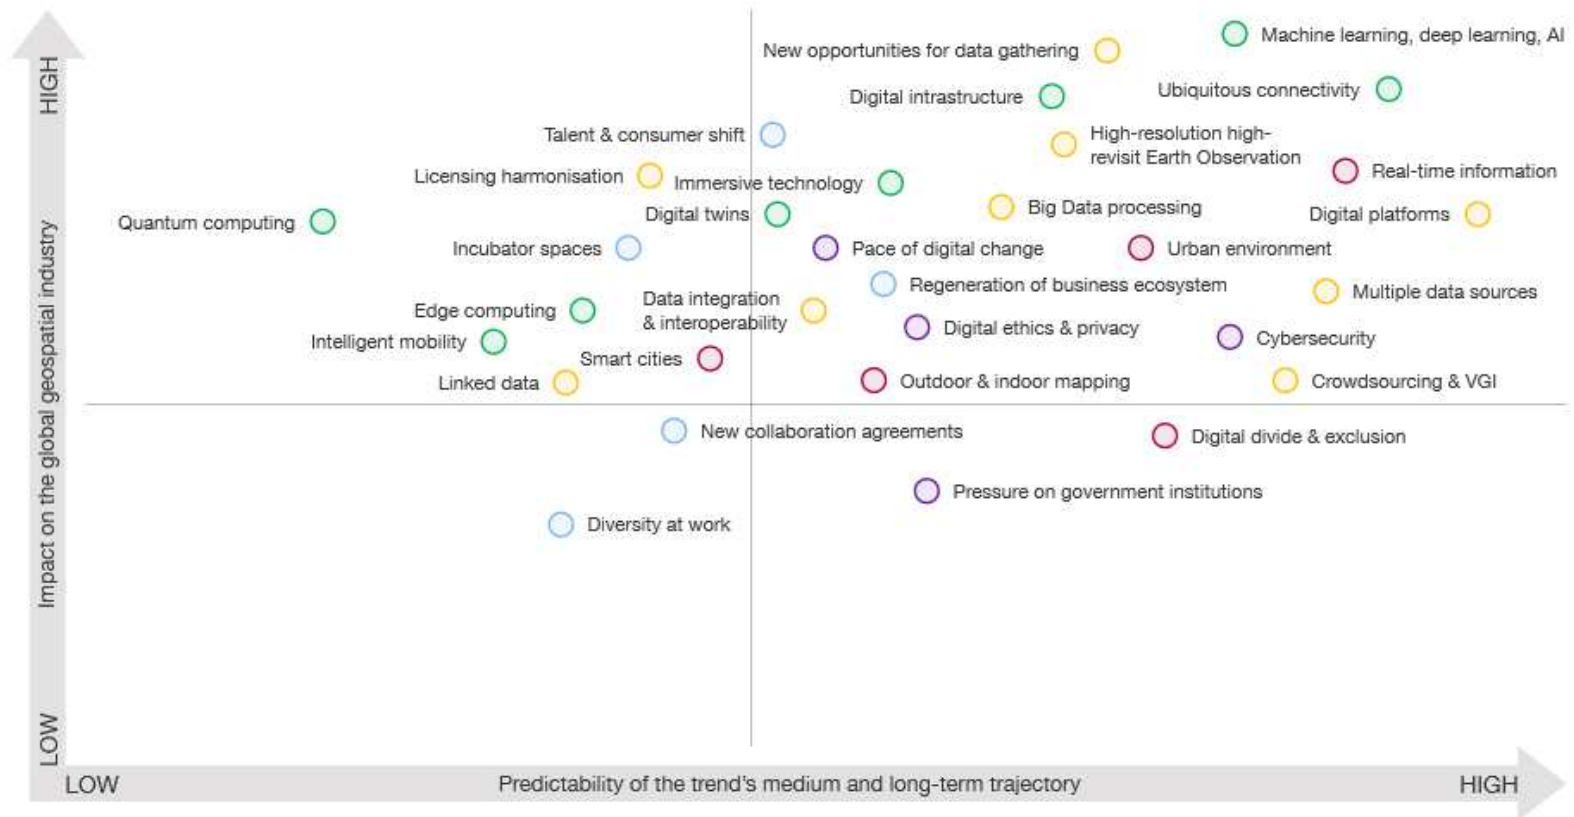 HIGH
Machine learning, deep learning, AI
New opportunities for data gathering
Ubiquitous connectivity
Digital intrastructure
Talent & consumer shift
High-resolution high-
revisit Earth Observation
Real-time information
Licensing harmonisation
Immersive technology
Big Data processing
Digital platforms
Digital twins
Quantum computing
Incubator spaces
Pace of digital change
Urban environment
Regeneration of business ecosystem
Multiple data sources
Data integration
& interoperability
Edge computing
Digital ethics & privacy
Cybersecurity
Intelligent mobility
Smart cities
Linked data
Outdoor & indoor mapping
Crowdsourcing & VGI
New collaboration agreements
Digital divide & exclusion
Pressure on government institutions
Diversity at work
Impact on the global geospatial industry
LOW
LOW
Predictability of the trend's medium and long-term trajectory
HIGH